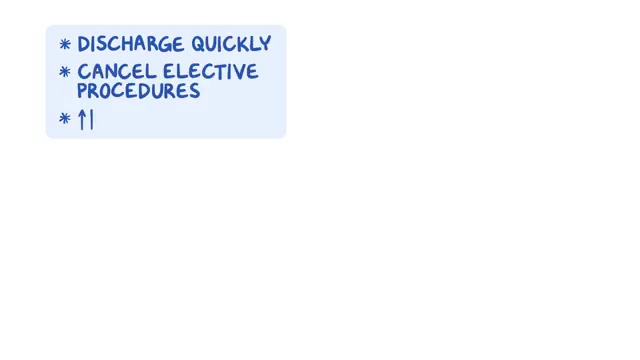 * DISCHARGE QUICKLY
* CANCEL ELECTIVE
PROCEDURES
* ↑